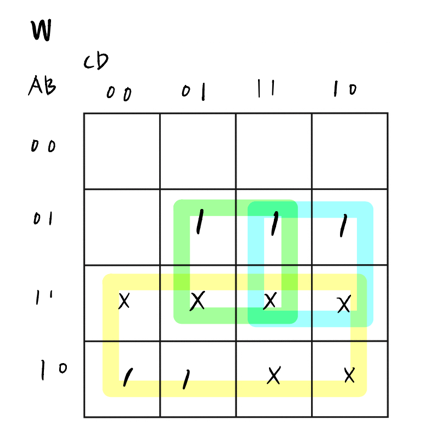 W
CD
AB 00 01 11 10
00
01 1 1 1
11 X X X X
10 1 1 X X